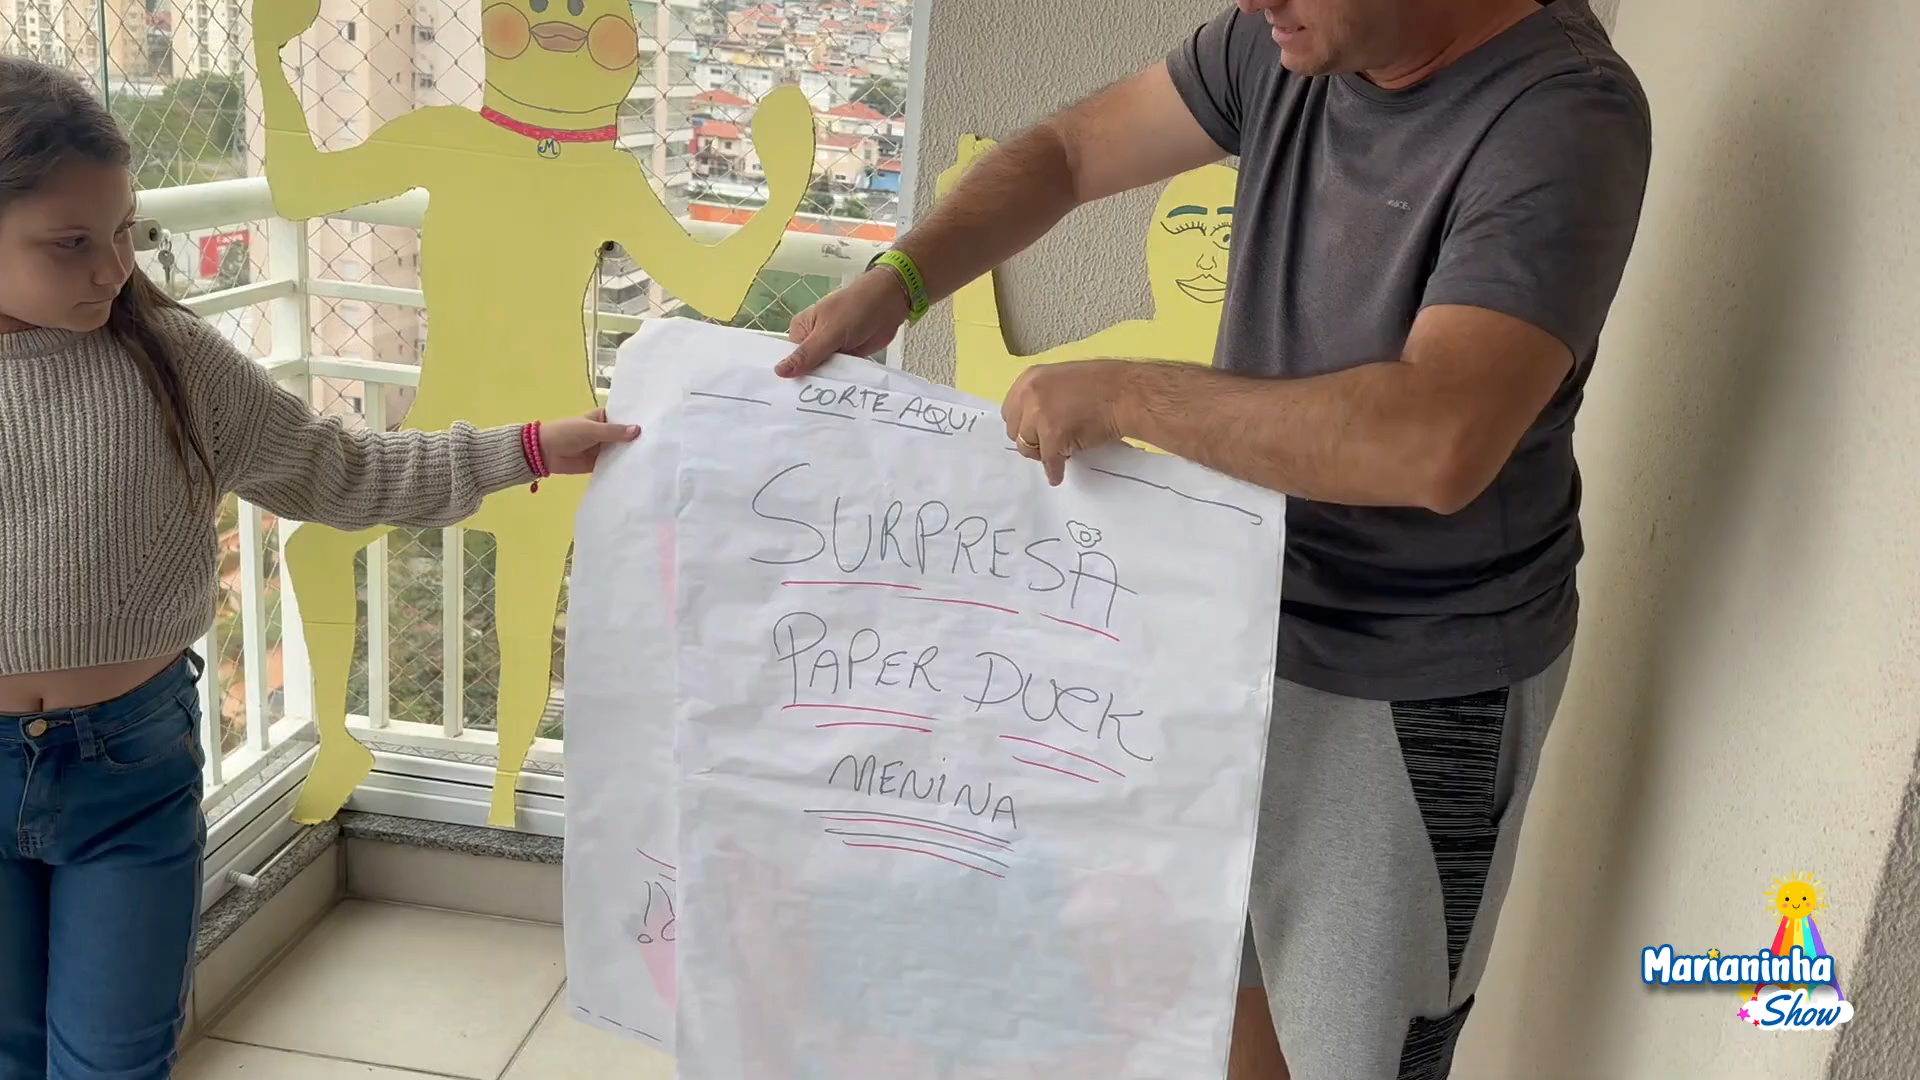 M
CORTE AQUI
SURPRESA
PAPER DUCK
MENINA
Marianinha
Show